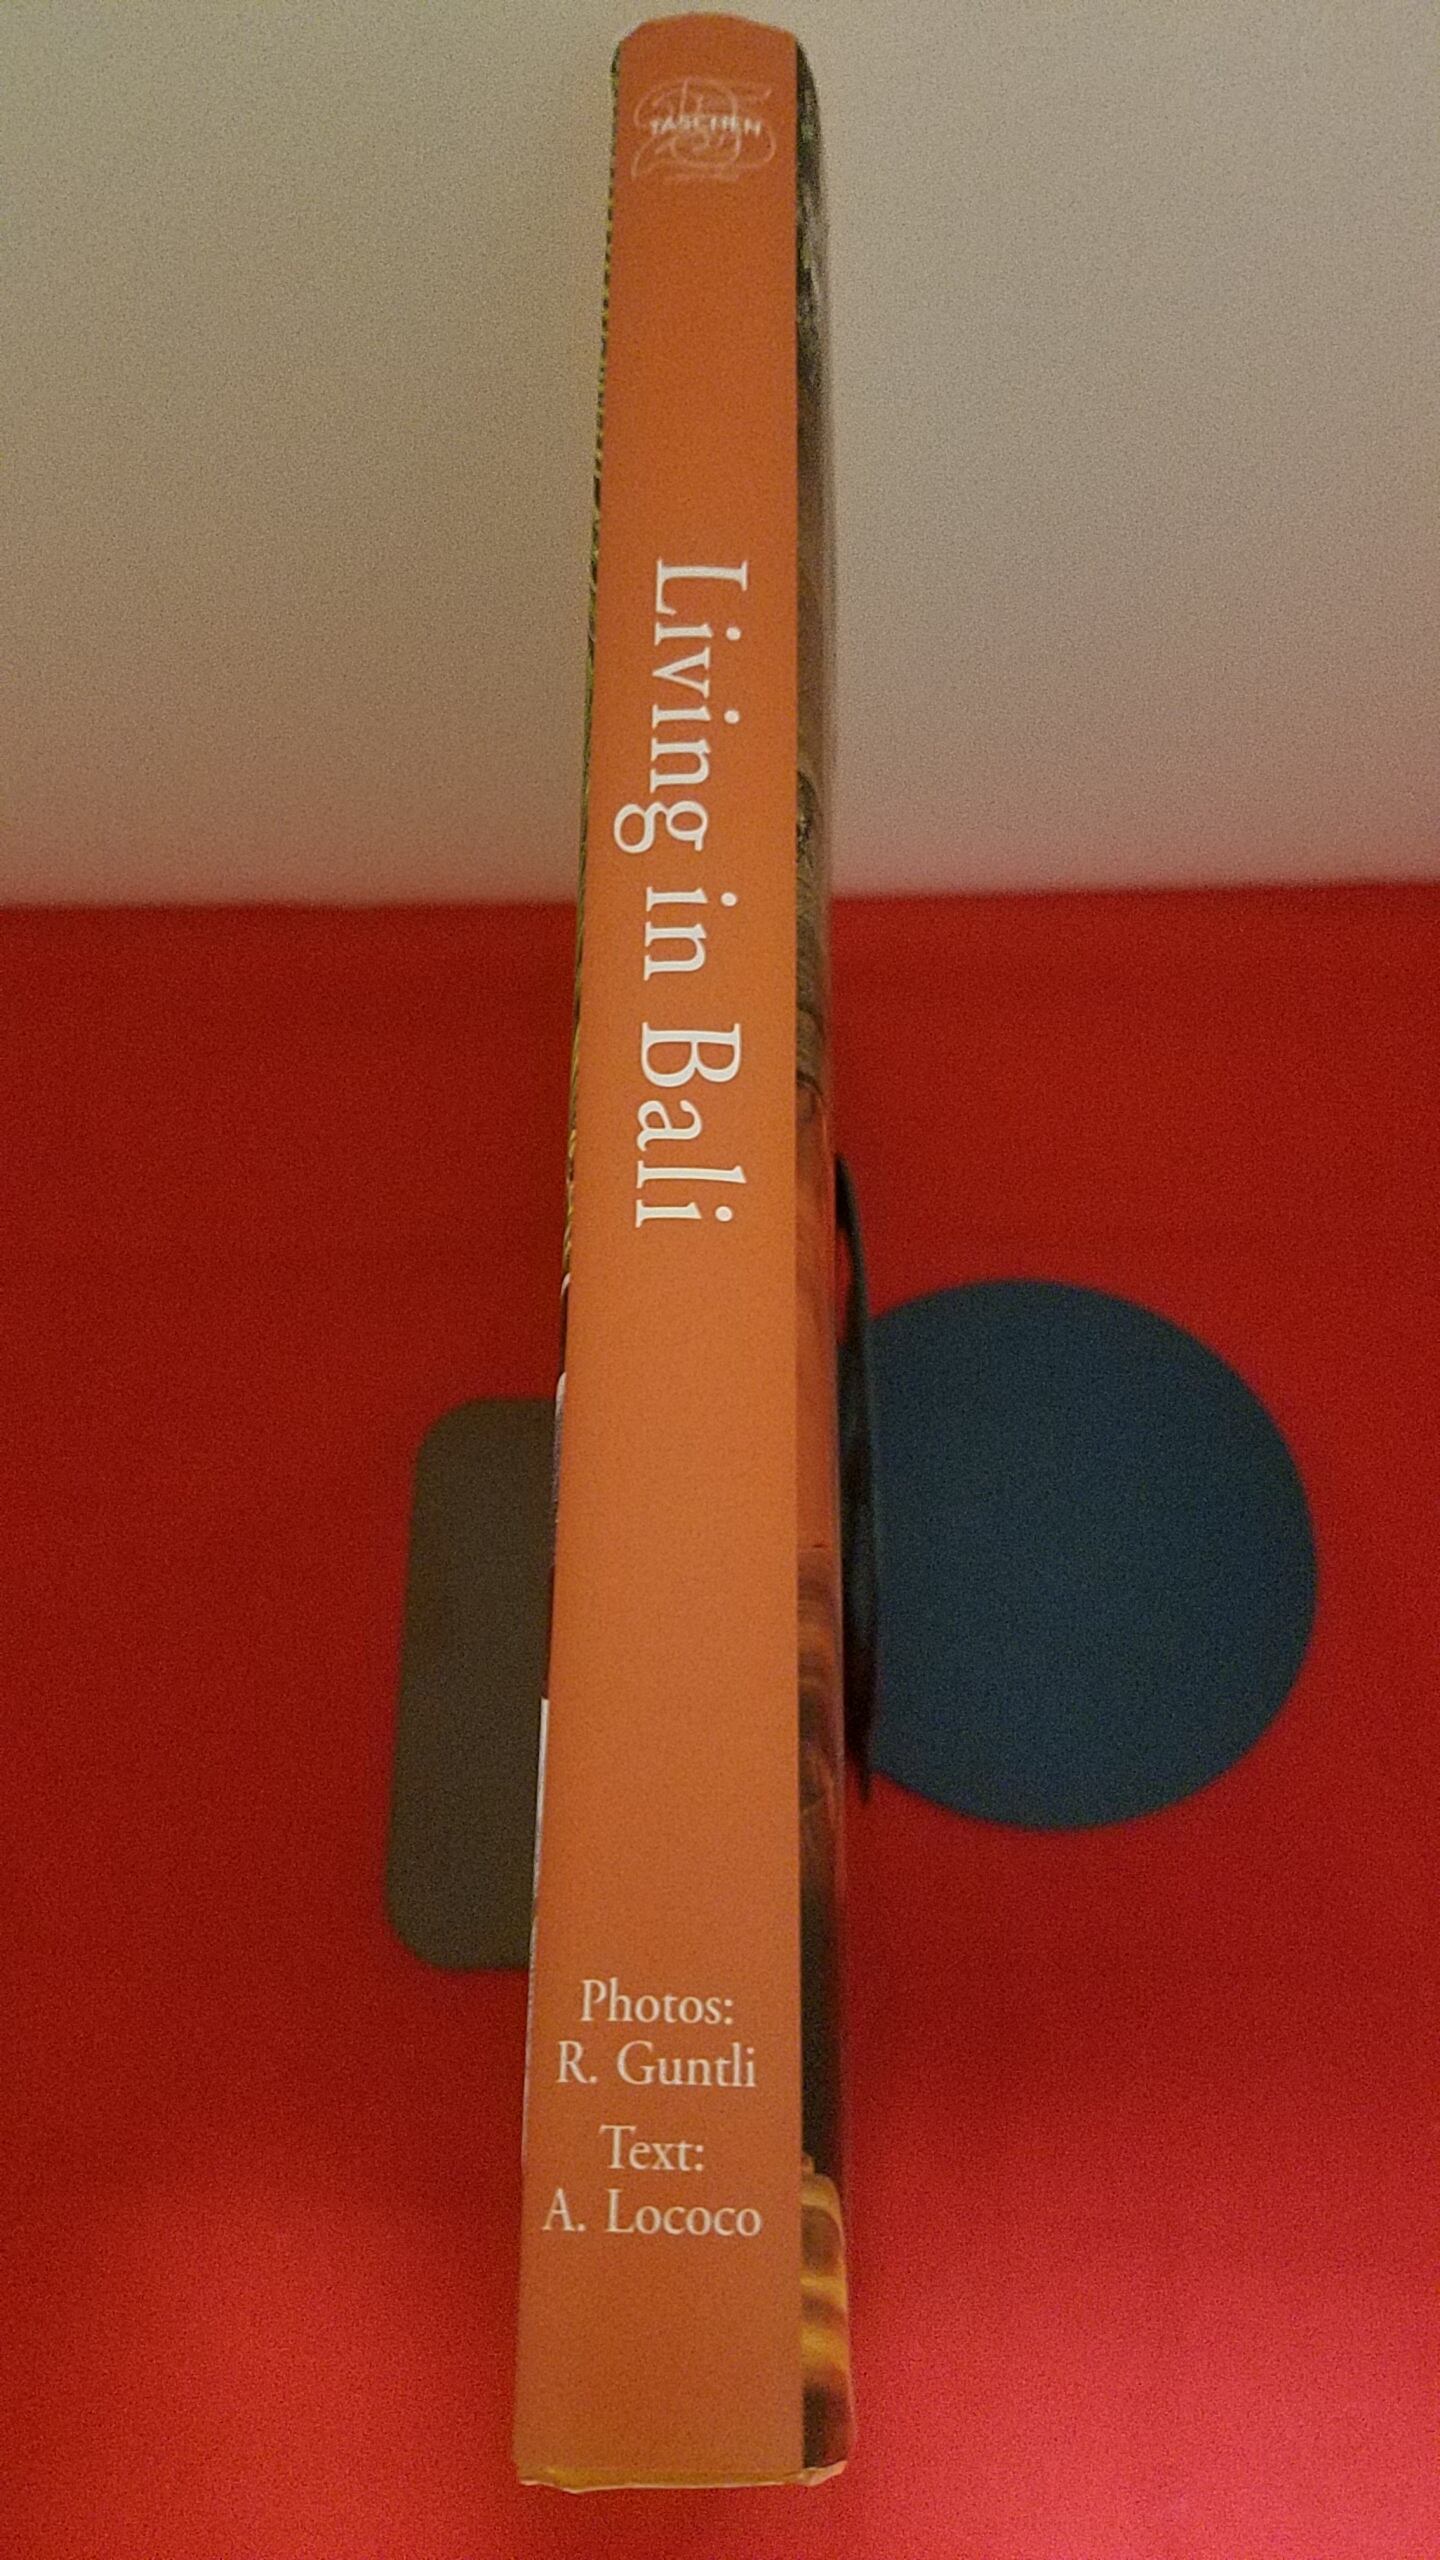 TASCHEN
Living in Bali
Photos:
R. Guntli
Text:
A. Lococo